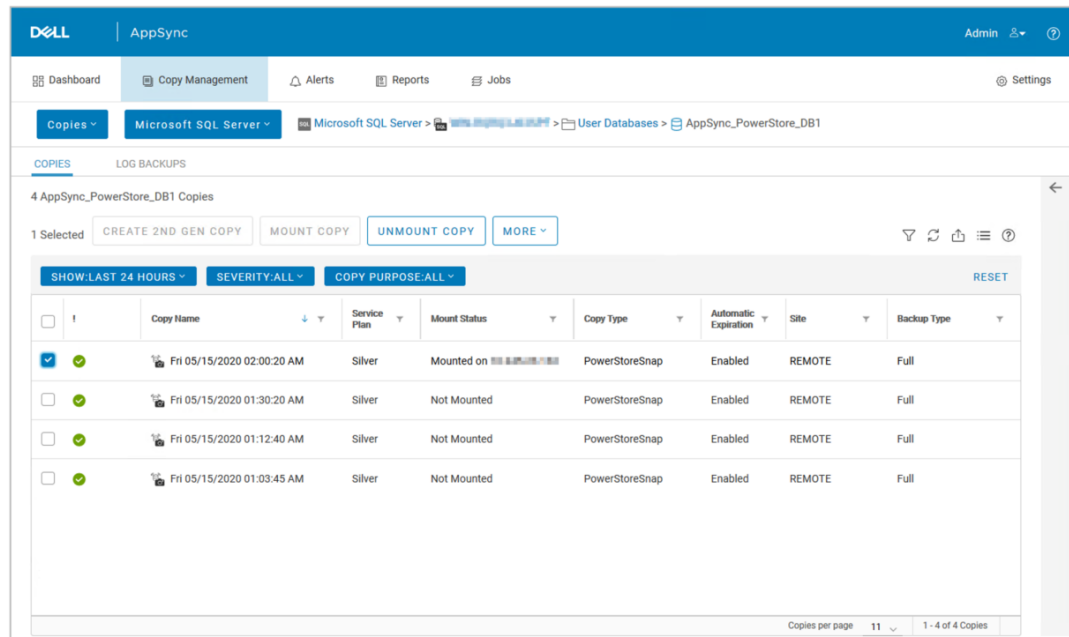 DELL AppSync Admin
Dashboard Copy Management Alerts Reports Jobs Settings
Copies Microsoft SQL Server Microsoft SQL Server > > User Databases > AppSync_PowerStore_DB1
COPIES LOG BACKUPS
4 AppSync_PowerStore_DB1 Copies
1 Selected CREATE 2ND GEN COPY MOUNT COPY UNMOUNT COPY MORE
SHOW:LAST 24 HOURS SEVERITY:ALL COPY PURPOSE:ALL RESET
! Copy Name Service Plan Mount Status Copy Type Automatic Expiration Site Backup Type
Fri 05/15/2020 02:00:20 AM Silver Mounted on PowerStoreSnap Enabled REMOTE Full
Fri 05/15/2020 01:30:20 AM Silver Not Mounted PowerStoreSnap Enabled REMOTE Full
Fri 05/15/2020 01:12:40 AM Silver Not Mounted PowerStoreSnap Enabled REMOTE Full
Fri 05/15/2020 01:03:45 AM Silver Not Mounted PowerStoreSnap Enabled REMOTE Full
Copies per page 11 1 - 4 of 4 Copies